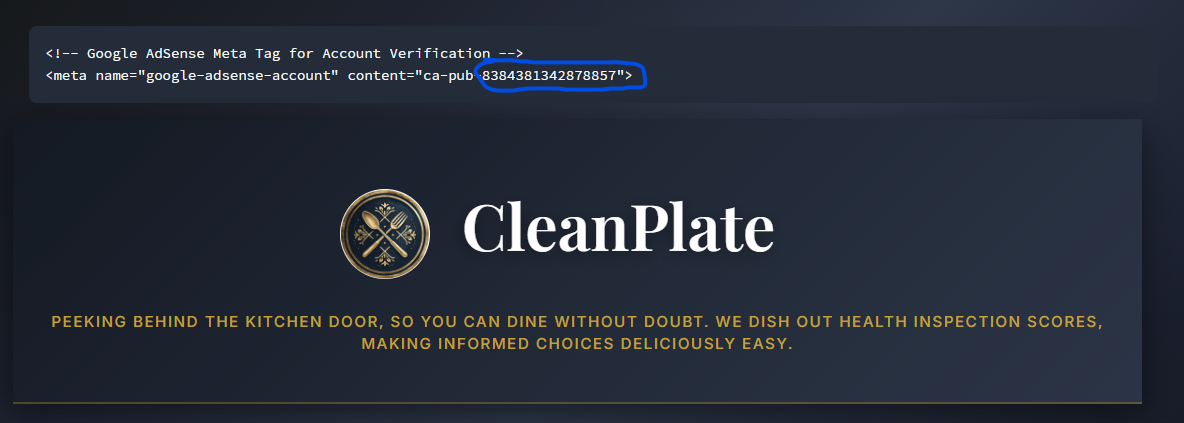 <!-- Google AdSense Meta Tag for Account Verification -->
<meta name="google-adsense-account" content="ca-pub-8384381342878857">
CleanPlate
PEEKING BEHIND THE KITCHEN DOOR, SO YOU CAN DINE WITHOUT DOUBT. WE DISH OUT HEALTH INSPECTION SCORES,
MAKING INFORMED CHOICES DELICIOUSLY EASY.